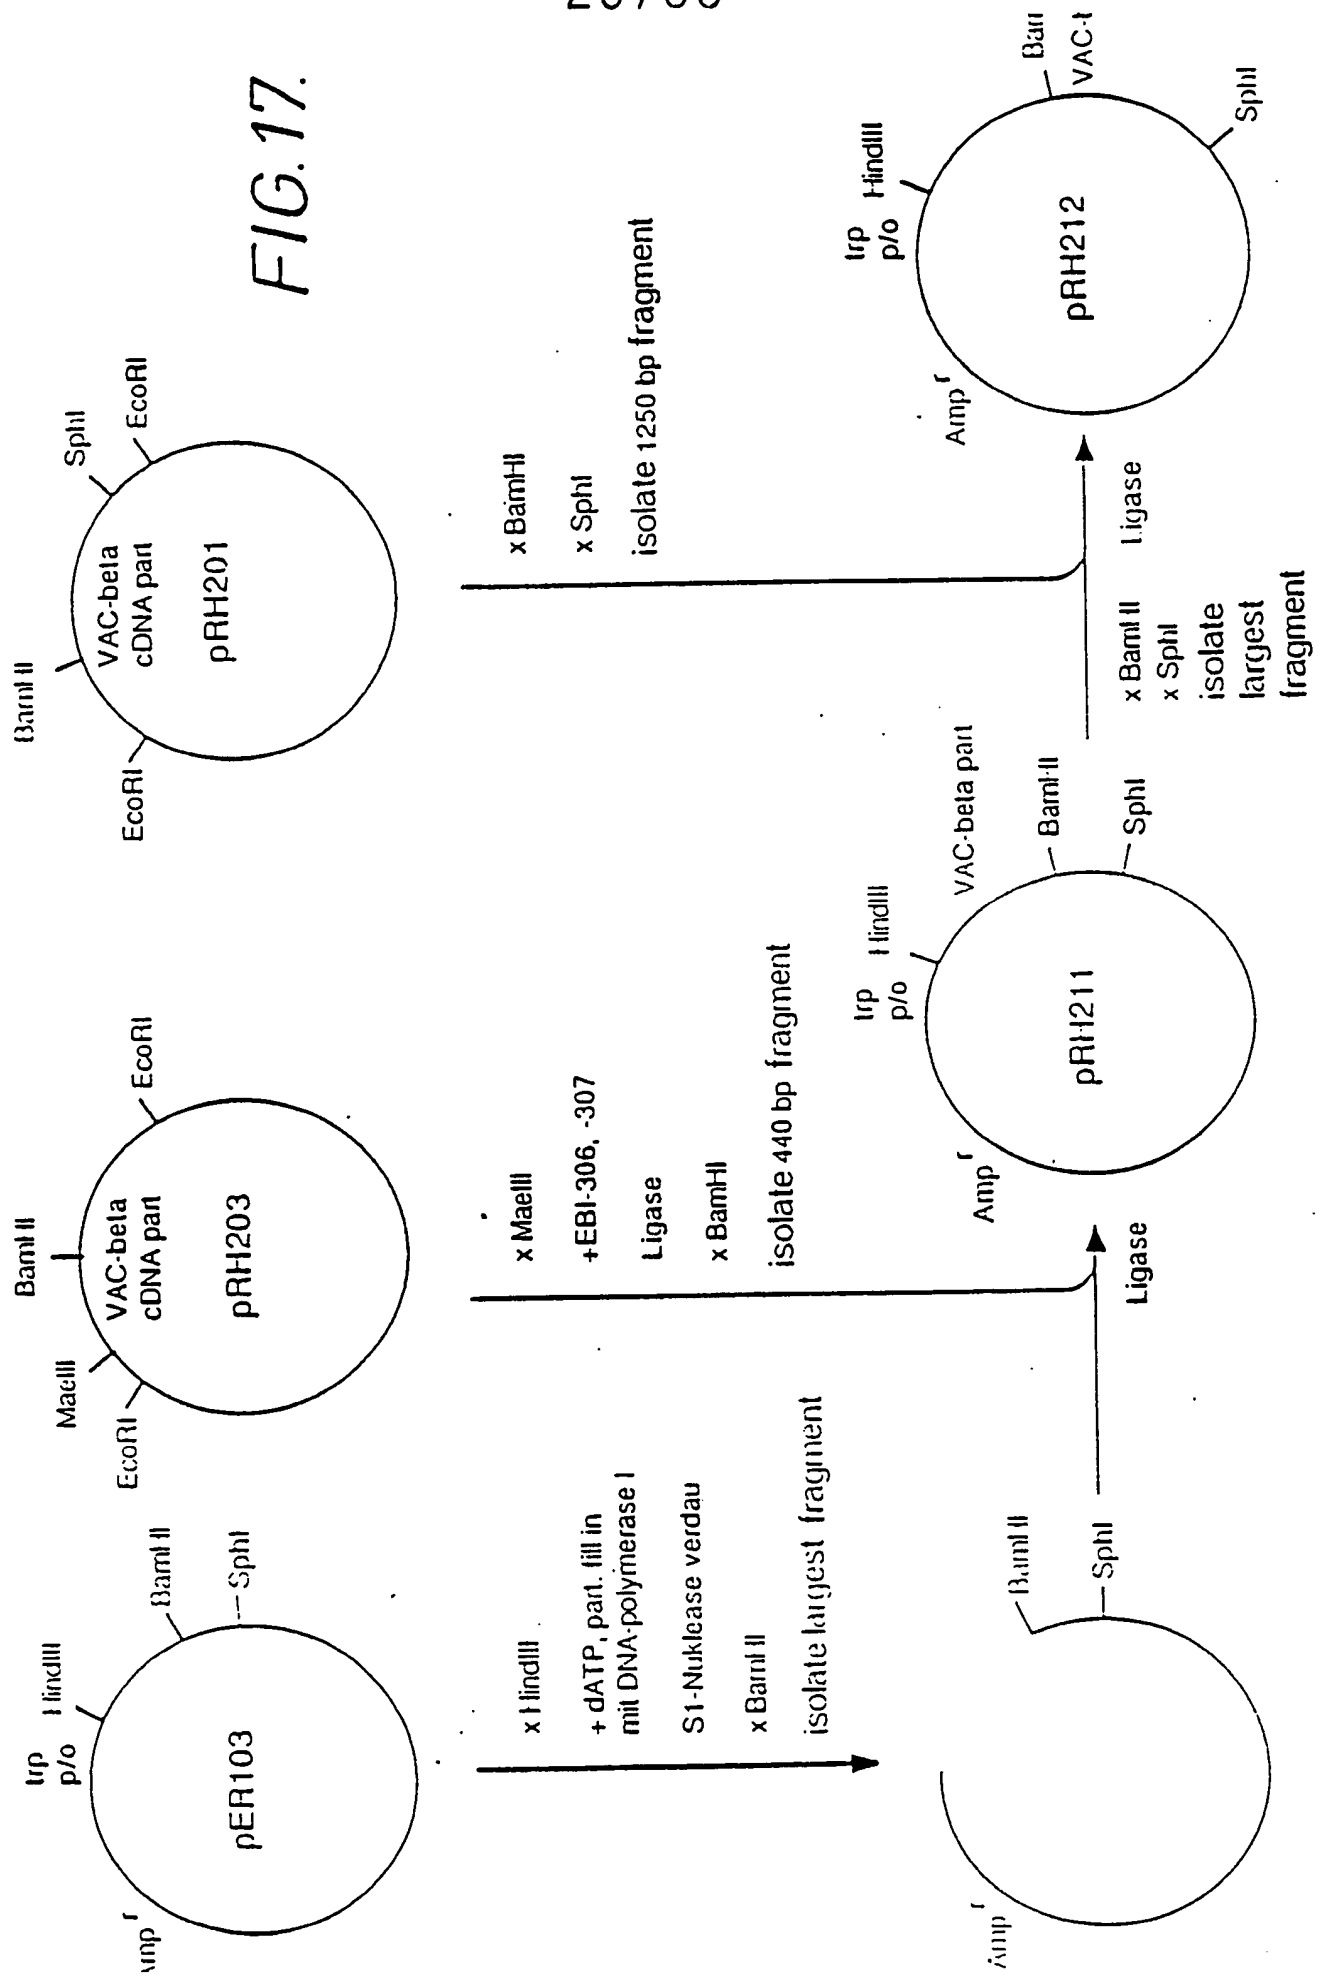 FIG. 17.
trp
p/o
HindIII
BamHI
SphI
pER103
x HindIII
+ dATP, part. fill in
mit DNA-polymerase I
S1-Nuklease verdau
x BamHI
isolate largest fragment
Amp r
BamHI
SphI
BamHI
MaeIII
EcoRI
EcoRI
VAC-beta
cDNA part
pRH203
x MaeIII
+EBI-306, -307
Ligase
x BamHI
isolate 440 bp fragment
Ligase
trp
p/o
HindIII
VAC-beta part
BamHI
SphI
Amp r
pRH211
BamHI
SphI
EcoRI
EcoRI
VAC-beta
cDNA part
pRH201
x BamHI
x SphI
isolate 1250 bp fragment
x BamHI
x SphI
isolate
largest
fragment
Ligase
trp
p/o
HindIII
SphI
Amp r
pRH212